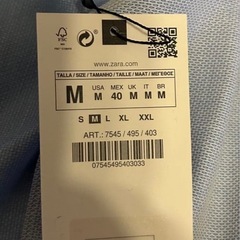 FSC
www.zara.com
TALLA / SIZE / TAMANHO / TAILLE / MAAT / ΜΕΓΕΘΟΣ
M
USA MEX UK IT BR
M 40 M M M
S M L XL XXL
ART.: 7545 / 495 / 403
07545495403033